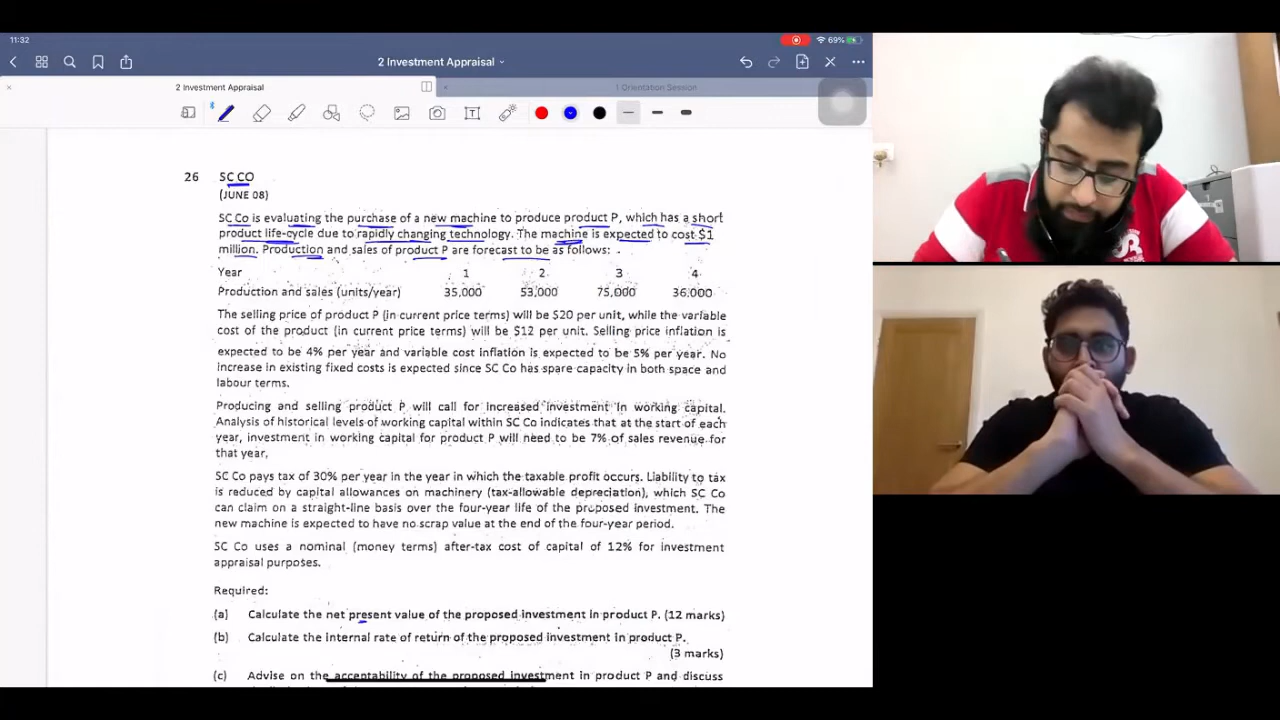 11:32
69%
2 Investment Appraisal
2 Investment Appraisal
1 Orientation Session
26 SC CO
(JUNE 08)
SC Co is evaluating the purchase of a new machine to produce product P, which has a short
product life-cycle due to rapidly changing technology. The machine is expected to cost $1
million. Production and sales of product P are forecast to be as follows:
Year 1 2 3 4
Production and sales (units/year) 35,000 53,000 75,000 36,000
The selling price of product P (in current price terms) will be $20 per unit, while the variable
cost of the product (in current price terms) will be $12 per unit. Selling price inflation is
expected to be 4% per year and variable cost inflation is expected to be 5% per year. No
increase in existing fixed costs is expected since SC Co has spare capacity in both space and
labour terms.
Producing and selling product P will call for increased investment in working capital.
Analysis of historical levels of working capital within SC Co indicates that at the start of each
year, investment in working capital for product P will need to be 7% of sales revenue for
that year,
SC Co pays tax of 30% per year in the year in which the taxable profit occurs. Liability to tax
is reduced by capital allowances on machinery (tax-allowable depreciation), which SC Co
can claim on a straight-line basis over the four-year life of the proposed investment. The
new machine is expected to have no scrap value at the end of the four-year period.
SC Co uses a nominal (money terms) after-tax cost of capital of 12% for investment
appraisal purposes.
Required:
(a) Calculate the net present value of the proposed investment in product P. (12 marks)
(b) Calculate the internal rate of return of the proposed investment in product P.
(3 marks)
(c) Advise on the acceptability of the proposed investment in product P and discuss